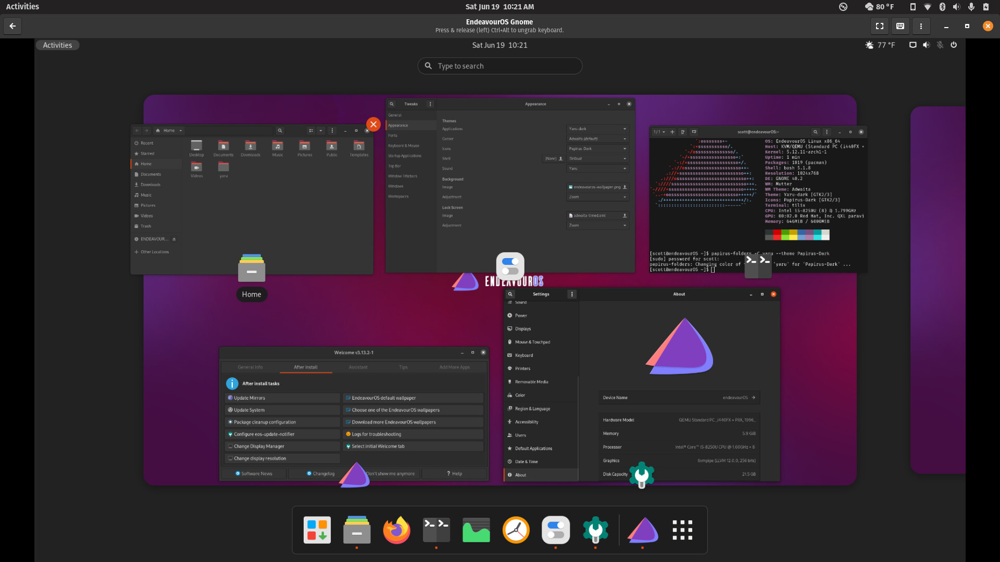 Activities
Sat Jun 19 10:21 AM
80 °F
EndeavourOS Gnome
Press & release (left) Ctrl+Alt to ungrab keyboard.
Activities
Sat Jun 19 10:21
77 °F
Type to search
Home
Recent
Starred
Home
Documents
Downloads
Music
Pictures
Videos
Trash
ENDEAVOUR...
Other Locations
Desktop
Documents
Downloads
Music
Pictures
Public
Templates
Videos
yaru
Home
Tweaks
Appearance
General
Appearance
Fonts
Keyboard & Mouse
Startup Applications
Top Bar
Window Titlebars
Windows
Workspaces
Themes
Applications
Yaru-dark
Cursor
Adwaita (default)
Icons
Papirus-Dark
Shell
(None)
Default
Sound
Yaru
Background
Image
endeavouros-wallpaper.png
Adjustment
Zoom
Lock Screen
Image
adwaita-timed.xml
Adjustment
Zoom
ENDEAVOUROS
1/1
scott@endeavourOS:~
OS: EndeavourOS Linux x86_64
Host: KVM/QEMU (Standard PC (i440FX +
Kernel: 5.12.11-arch1-1
Uptime: 1 min
Packages: 1019 (pacman)
Shell: bash 5.1.8
Resolution: 1024x768
DE: GNOME 40.2
WM: Mutter
WM Theme: Adwaita
Theme: Yaru-dark [GTK2/3]
Icons: Papirus-Dark [GTK2/3]
Terminal: tilix
CPU: Intel i5-8250U (8) @ 1.799GHz
GPU: 00:02.0 Red Hat, Inc. QXL paravi
Memory: 646MiB / 6000MiB
[scott@endeavourOS ~]$ papirus-folders -C yaru --theme Papirus-Dark
[sudo] password for scott:
papirus-folders: Changing color of 'yaru' for 'Papirus-Dark' ...
[scott@endeavourOS ~]$
Welcome v3.13.2-1
General Info
After Install
Assistant
Tips
Add More Apps
After install tasks
Update Mirrors
EndeavourOS default wallpaper
Update System
Choose one of the EndeavourOS wallpapers
Package cleanup configuration
Download more EndeavourOS wallpapers
Configure eos-update-notifier
Logs for troubleshooting
Change Display Manager
Select initial Welcome tab
Change display resolution
Software News
Changelog
Don't show me anymore
? Help
Settings
About
Sound
Power
Displays
Mouse & Touchpad
Keyboard
Printers
Removable Media
Color
Region & Language
Accessibility
Users
Default Applications
Date & Time
About
Device Name
endeavourOS
Hardware Model
QEMU Standard PC _i440FX + PIIX, 1996_
Memory
5.9 GiB
Processor
Intel® Core™ i5-8250U CPU @ 1.60GHz × 8
Graphics
llvmpipe (LLVM 12.0.0, 256 bits)
Disk Capacity
21.5 GB